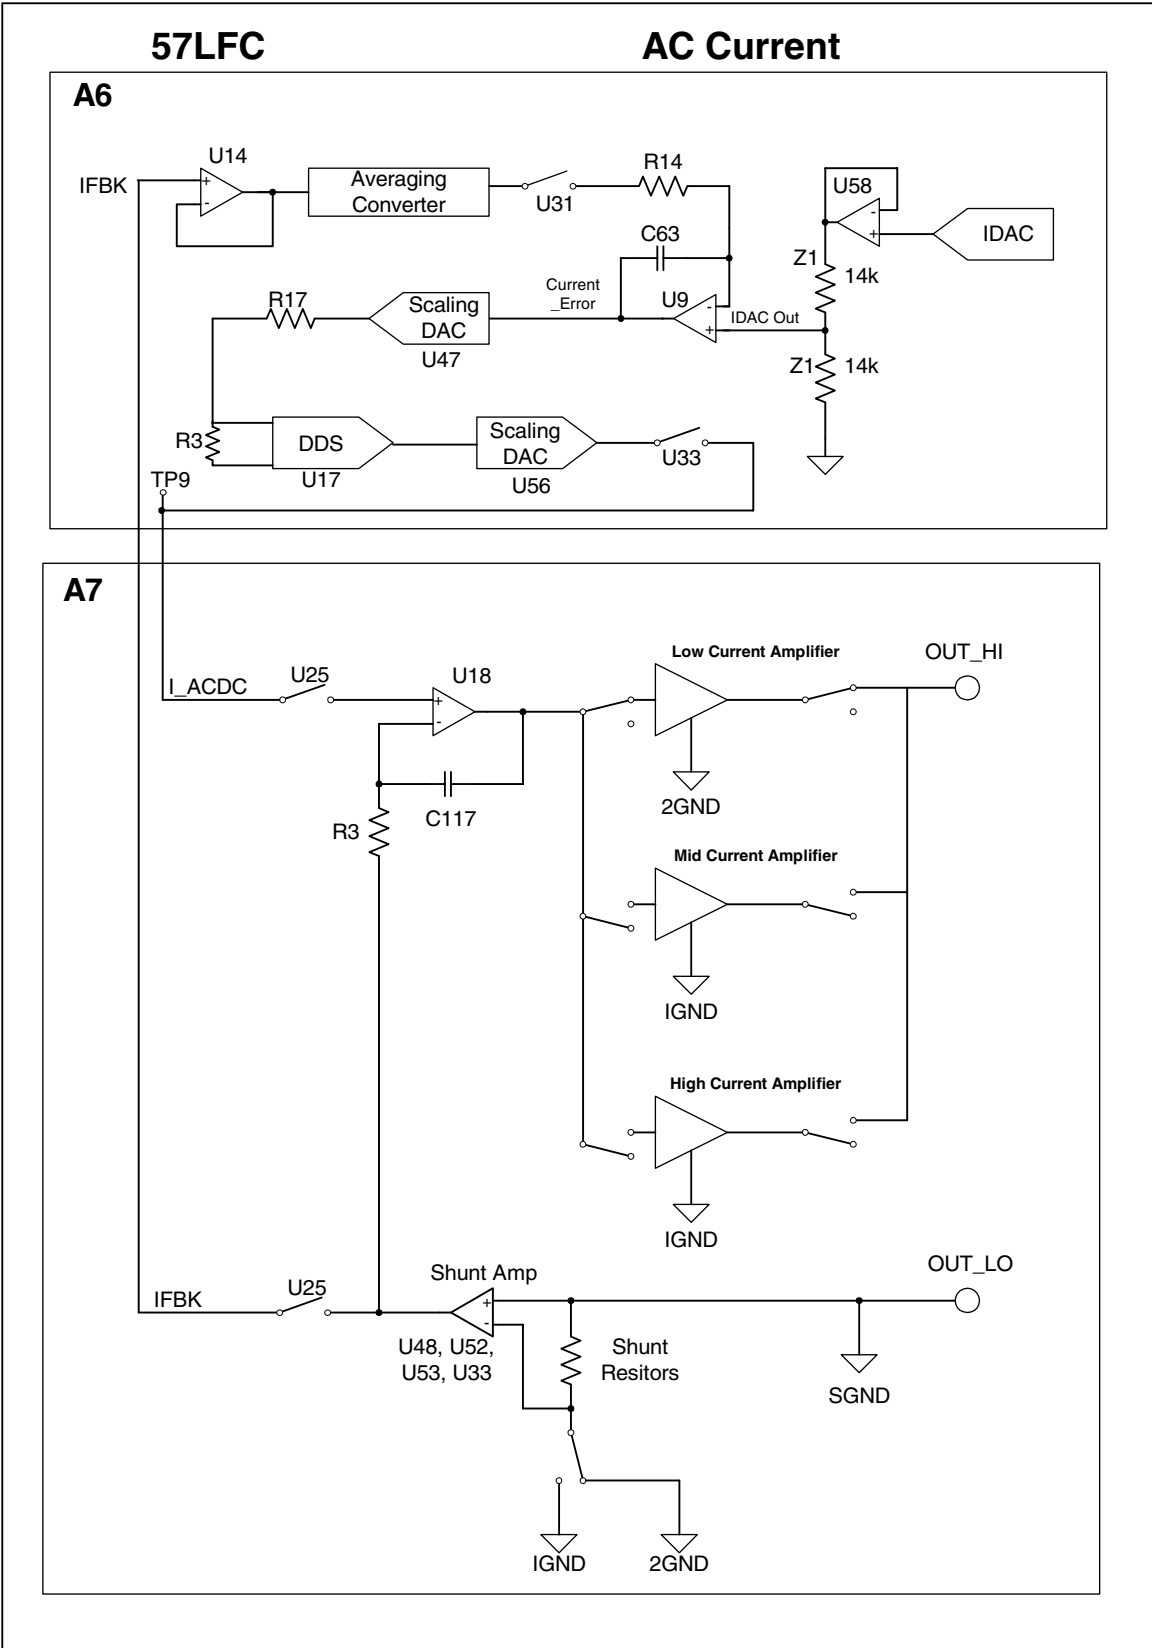 57LFC
AC Current
A6
U14
IFBK
+
-
Averaging
Converter
U31
R14
C63
U58
-
+
IDAC
Z1
14k
Current
_Error
U9
-
+
IDAC Out
R17
Scaling
DAC
U47
Z1
14k
R3
DDS
U17
Scaling
DAC
U56
U33
TP9
A7
I_ACDC
U25
U18
+
-
Low Current Amplifier
OUT_HI
2GND
C117
R3
Mid Current Amplifier
IGND
High Current Amplifier
IGND
IFBK
U25
Shunt Amp
+
-
U48, U52,
U53, U33
Shunt
Resitors
OUT_LO
SGND
IGND
2GND